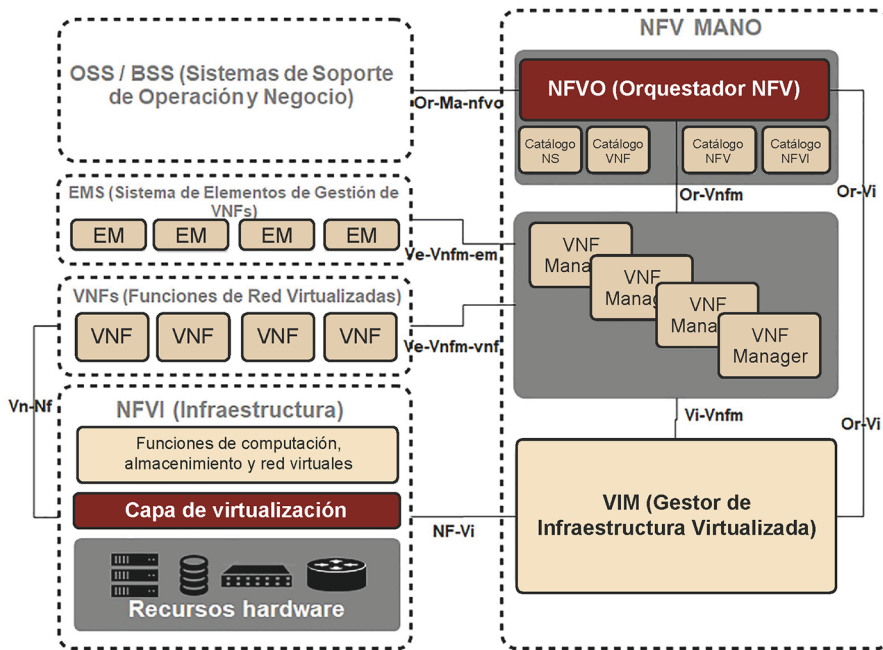 OSS / BSS (Sistemas de Soporte
de Operación y Negocio)
Or-Ma-nfvo
NFV MANO
NFVO (Orquestador NFV)
Catálogo
NS
Catálogo
VNF
Catálogo
NFV
Catálogo
NFVI
Or-Vnfm
Or-Vi
EMS (Sistema de Elementos de Gestión de
VNFs)
EM
EM
EM
EM
Ve-Vnfm-em
VNF
Manager
VNF
Manager
VNF
Manager
VNF
Manager
VNFs (Funciones de Red Virtualizadas)
VNF
VNF
VNF
VNF
Ve-Vnfm-vnf
Vn-Nf
Vi-Vnfm
Or-Vi
NFVI (Infraestructura)
Funciones de computación,
almacenimiento y red virtuales
Capa de virtualización
NF-Vi
VIM (Gestor de
Infraestructura Virtualizada)
Recursos hardware